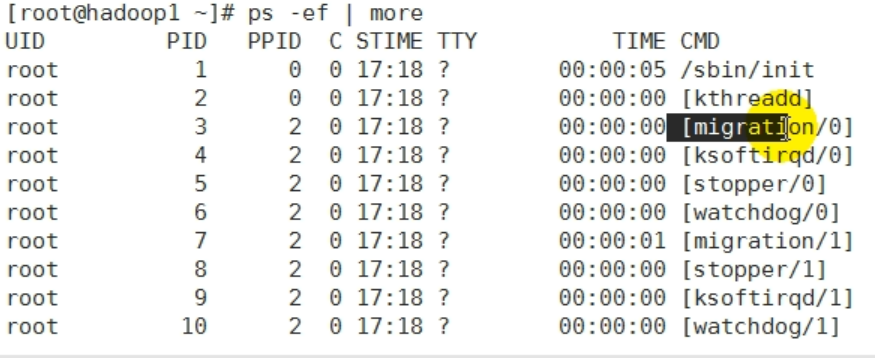 [root@hadoop1 ~]# ps -ef | more
UID        PID  PPID  C STIME TTY          TIME CMD
root         1     0  0 17:18 ?        00:00:05 /sbin/init
root         2     0  0 17:18 ?        00:00:00 [kthreadd]
root         3     2  0 17:18 ?        00:00:00 [migration/0]
root         4     2  0 17:18 ?        00:00:00 [ksoftirqd/0]
root         5     2  0 17:18 ?        00:00:00 [stopper/0]
root         6     2  0 17:18 ?        00:00:00 [watchdog/0]
root         7     2  0 17:18 ?        00:00:01 [migration/1]
root         8     2  0 17:18 ?        00:00:00 [stopper/1]
root         9     2  0 17:18 ?        00:00:00 [ksoftirqd/1]
root        10     2  0 17:18 ?        00:00:00 [watchdog/1]